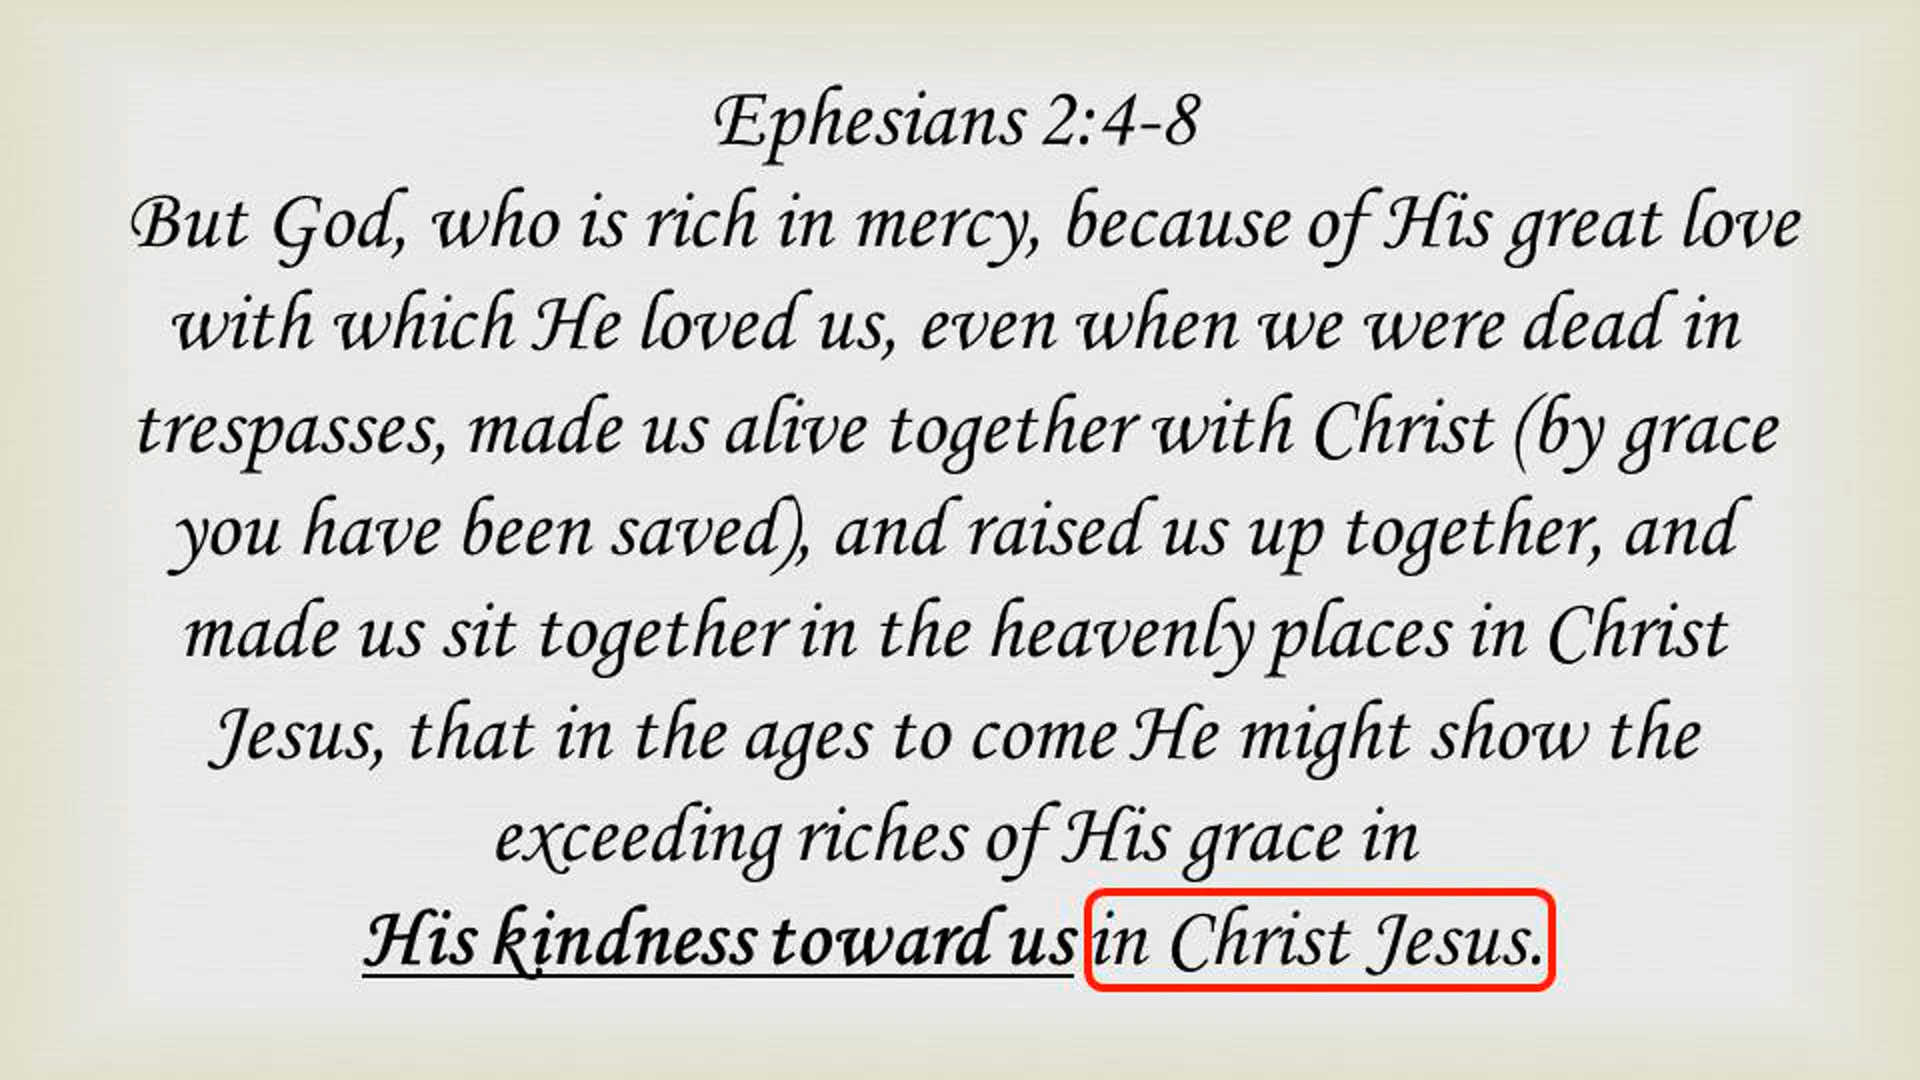 Ephesians 2:4-8
But God, who is rich in mercy, because of His great love
with which He loved us, even when we were dead in
trespasses, made us alive together with Christ (by grace
you have been saved), and raised us up together, and
made us sit together in the heavenly places in Christ
Jesus, that in the ages to come He might show the
exceeding riches of His grace in
His kindness toward us in Christ Jesus.